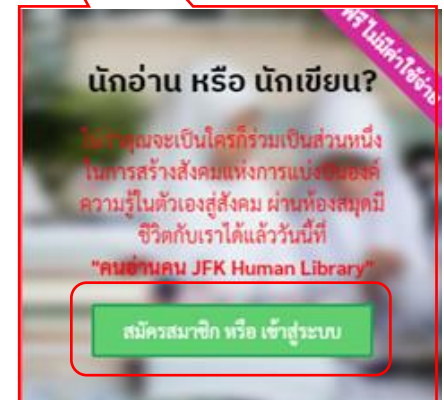 ฟรี ไม่มีค่าใช้จ่าย
นักอ่าน หรือ นักเขียน?
ไม่ว่าคุณจะเป็นใครก็ร่วมเป็นส่วนหนึ่ง
ในการสร้างสังคมแห่งการแบ่งปันองค์
ความรู้ในตัวเองสู่สังคม ผ่านห้องสมุดมี
ชีวิตกับเราได้แล้ววันนี้ที่
"คนอ่านคน JFK Human Library"
สมัครสมาชิก หรือ เข้าสู่ระบบ